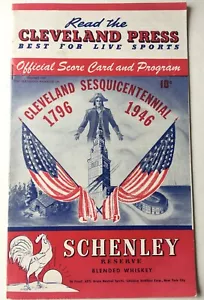 Read the
CLEVELAND PRESS
BEST FOR LIVE SPORTS
Official Score Card and Program
10¢
CLEVELAND SESQUICENTENNIAL
1796 1946
SCHENLEY
RESERVE
BLENDED WHISKEY